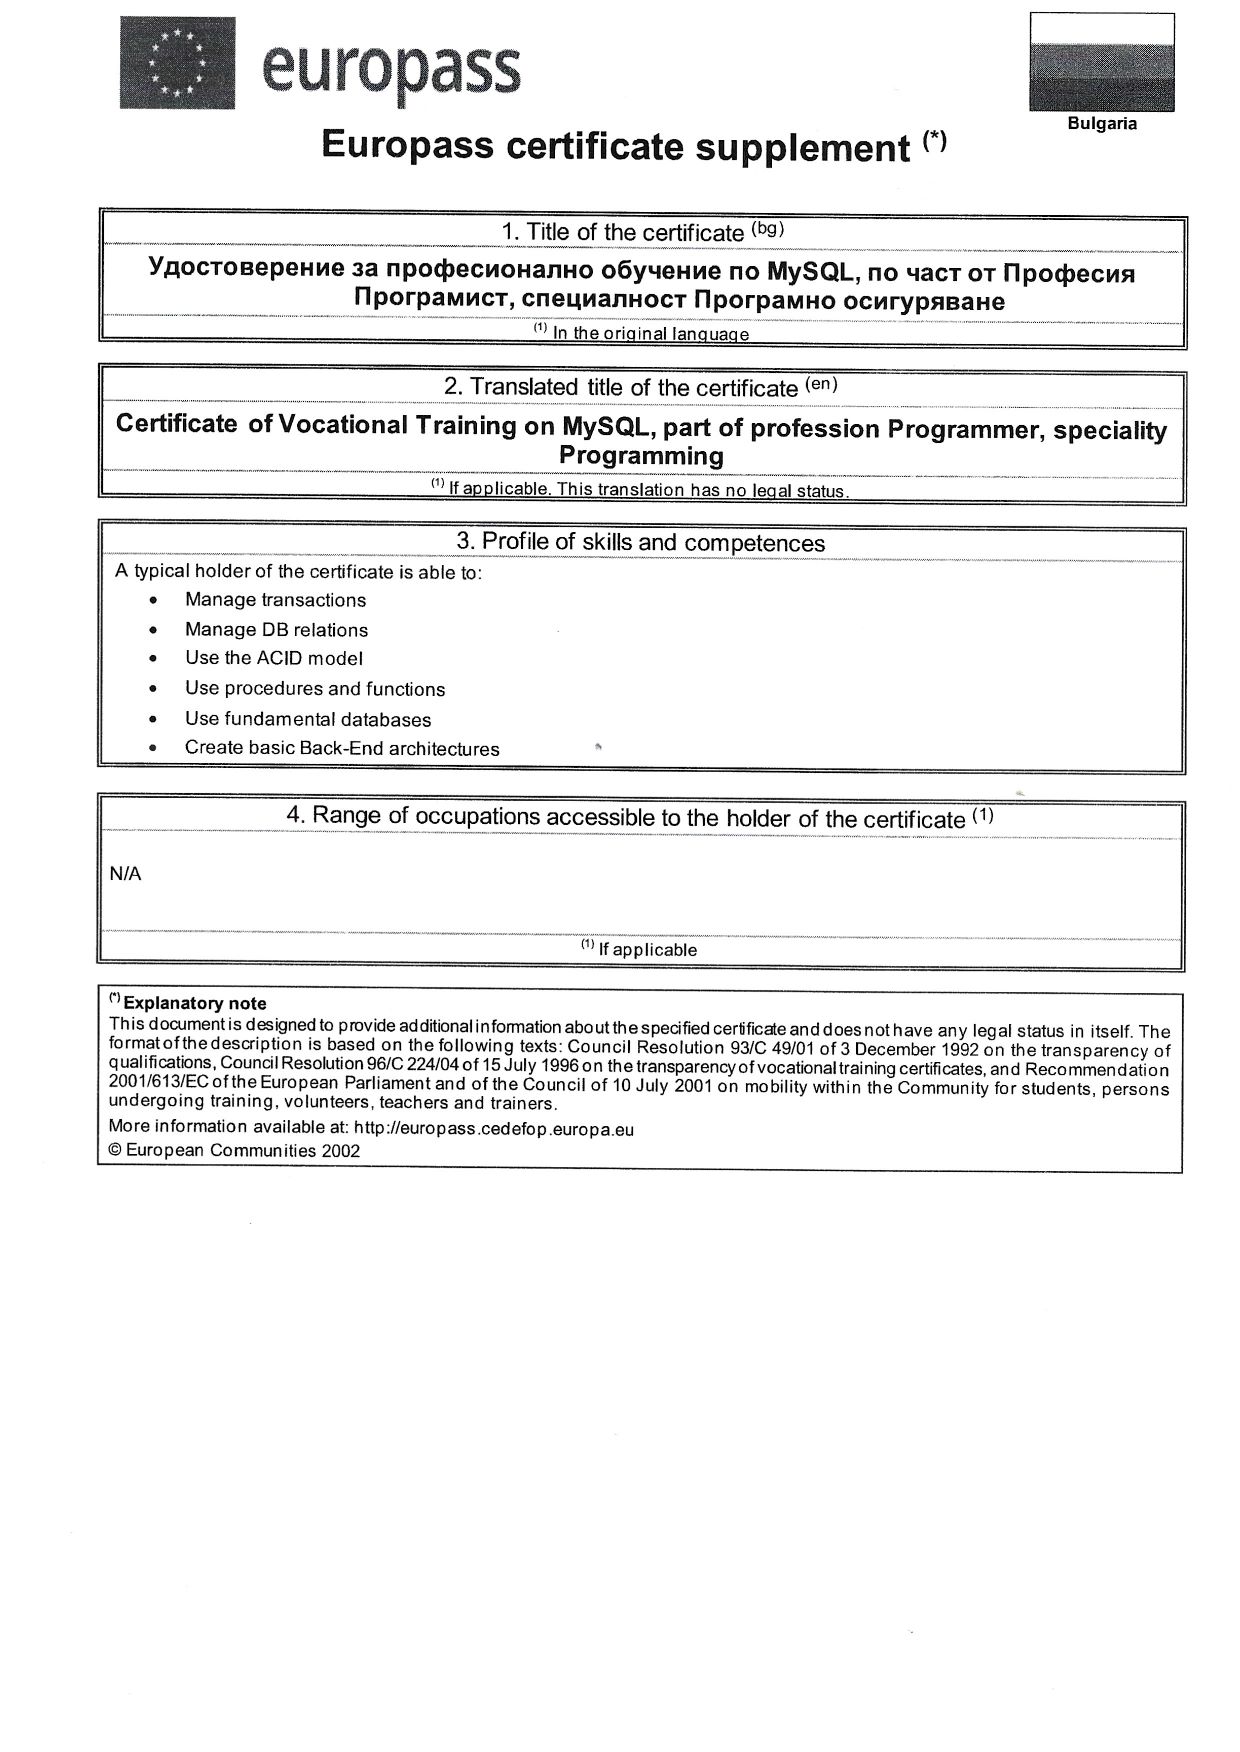 europass
Bulgaria
Europass certificate supplement (*)
1. Title of the certificate (bg)
Удостоверение за професионално обучение по MySQL, по част от Професия
Програмист, специалност Програмно осигуряване
(1) In the original language
2. Translated title of the certificate (en)
Certificate of Vocational Training on MySQL, part of profession Programmer, speciality
Programming
(1) If applicable. This translation has no legal status.
3. Profile of skills and competences
A typical holder of the certificate is able to:
• Manage transactions
• Manage DB relations
• Use the ACID model
• Use procedures and functions
• Use fundamental databases
• Create basic Back-End architectures
4. Range of occupations accessible to the holder of the certificate (1)
N/A
(1) If applicable
(*) Explanatory note
This document is designed to provide additional information about the specified certificate and does not have any legal status in itself. The
format of the description is based on the following texts: Council Resolution 93/C 49/01 of 3 December 1992 on the transparency of
qualifications, Council Resolution 96/C 224/04 of 15 July 1996 on the transparency of vocational training certificates, and Recommendation
2001/613/EC of the European Parliament and of the Council of 10 July 2001 on mobility within the Community for students, persons
undergoing training, volunteers, teachers and trainers.
More information available at: http://europass.cedefop.europa.eu
© European Communities 2002